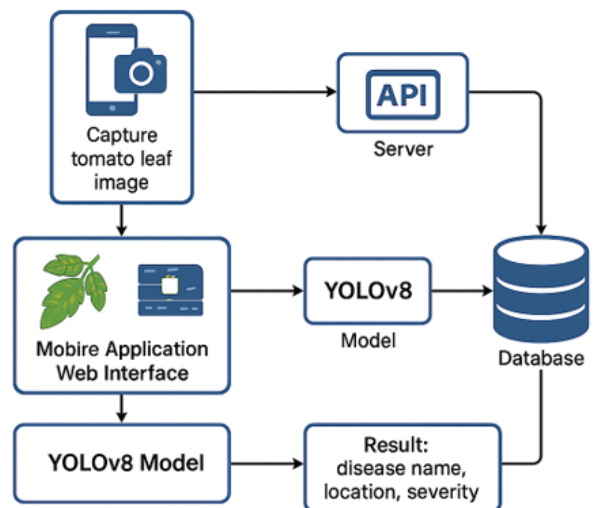 Capture
tomato leaf
image
API
Server
Mobire Application
Web Interface
YOLOv8
Model
Database
YOLOv8 Model
Result:
disease name,
location, severity